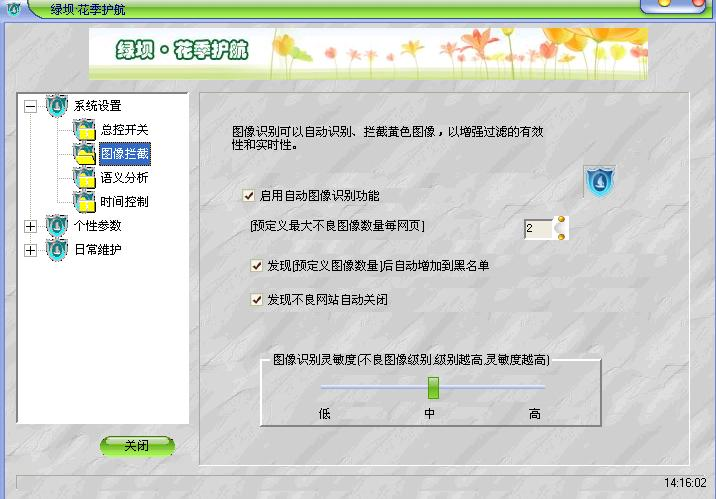 绿坝·花季护航
绿坝·花季护航
系统设置
总控开关
图像拦截
语义分析
时间控制
个性参数
日常维护
关闭
图像识别可以自动识别、拦截黄色图像，以增强过滤的有效
性和实时性。
启用自动图像识别功能
[预定义最大不良图像数量每网页]
2
发现[预定义图像数量]后自动增加到黑名单
发现不良网站自动关闭
图像识别灵敏度(不良图像级别,级别越高,灵敏度越高)
低 中 高
14:16:02